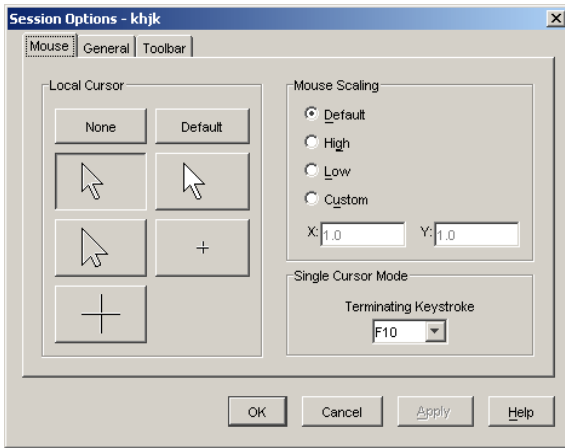 Session Options - khjk
Mouse General Toolbar
Local Cursor
None Default
Mouse Scaling
Default
High
Low
Custom
X: 1.0 Y: 1.0
Single Cursor Mode
Terminating Keystroke
F10
OK Cancel Apply Help